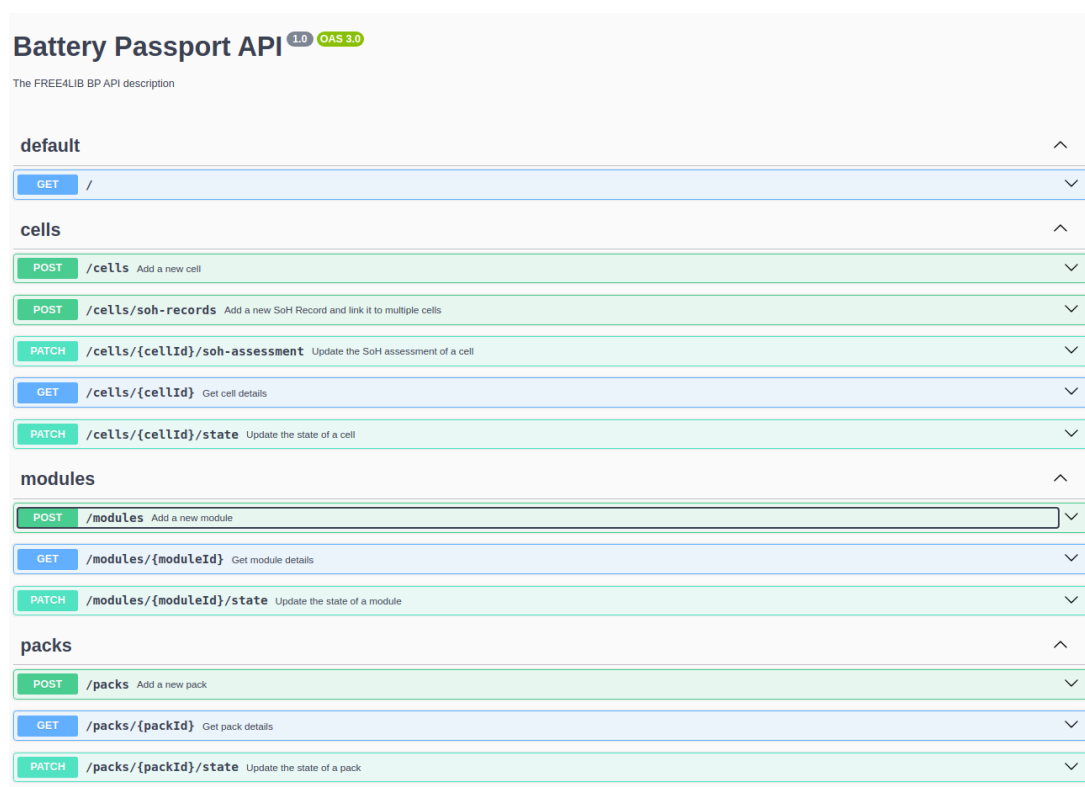 Battery Passport API 1.0 OAS 3.0
The FREE4LIB BP API description
default
GET /
cells
POST /cells Add a new cell
POST /cells/soh-records Add a new SoH Record and link it to multiple cells
PATCH /cells/{cellId}/soh-assessment Update the SoH assessment of a cell
GET /cells/{cellId} Get cell details
PATCH /cells/{cellId}/state Update the state of a cell
modules
POST /modules Add a new module
GET /modules/{moduleId} Get module details
PATCH /modules/{moduleId}/state Update the state of a module
packs
POST /packs Add a new pack
GET /packs/{packId} Get pack details
PATCH /packs/{packId}/state Update the state of a pack